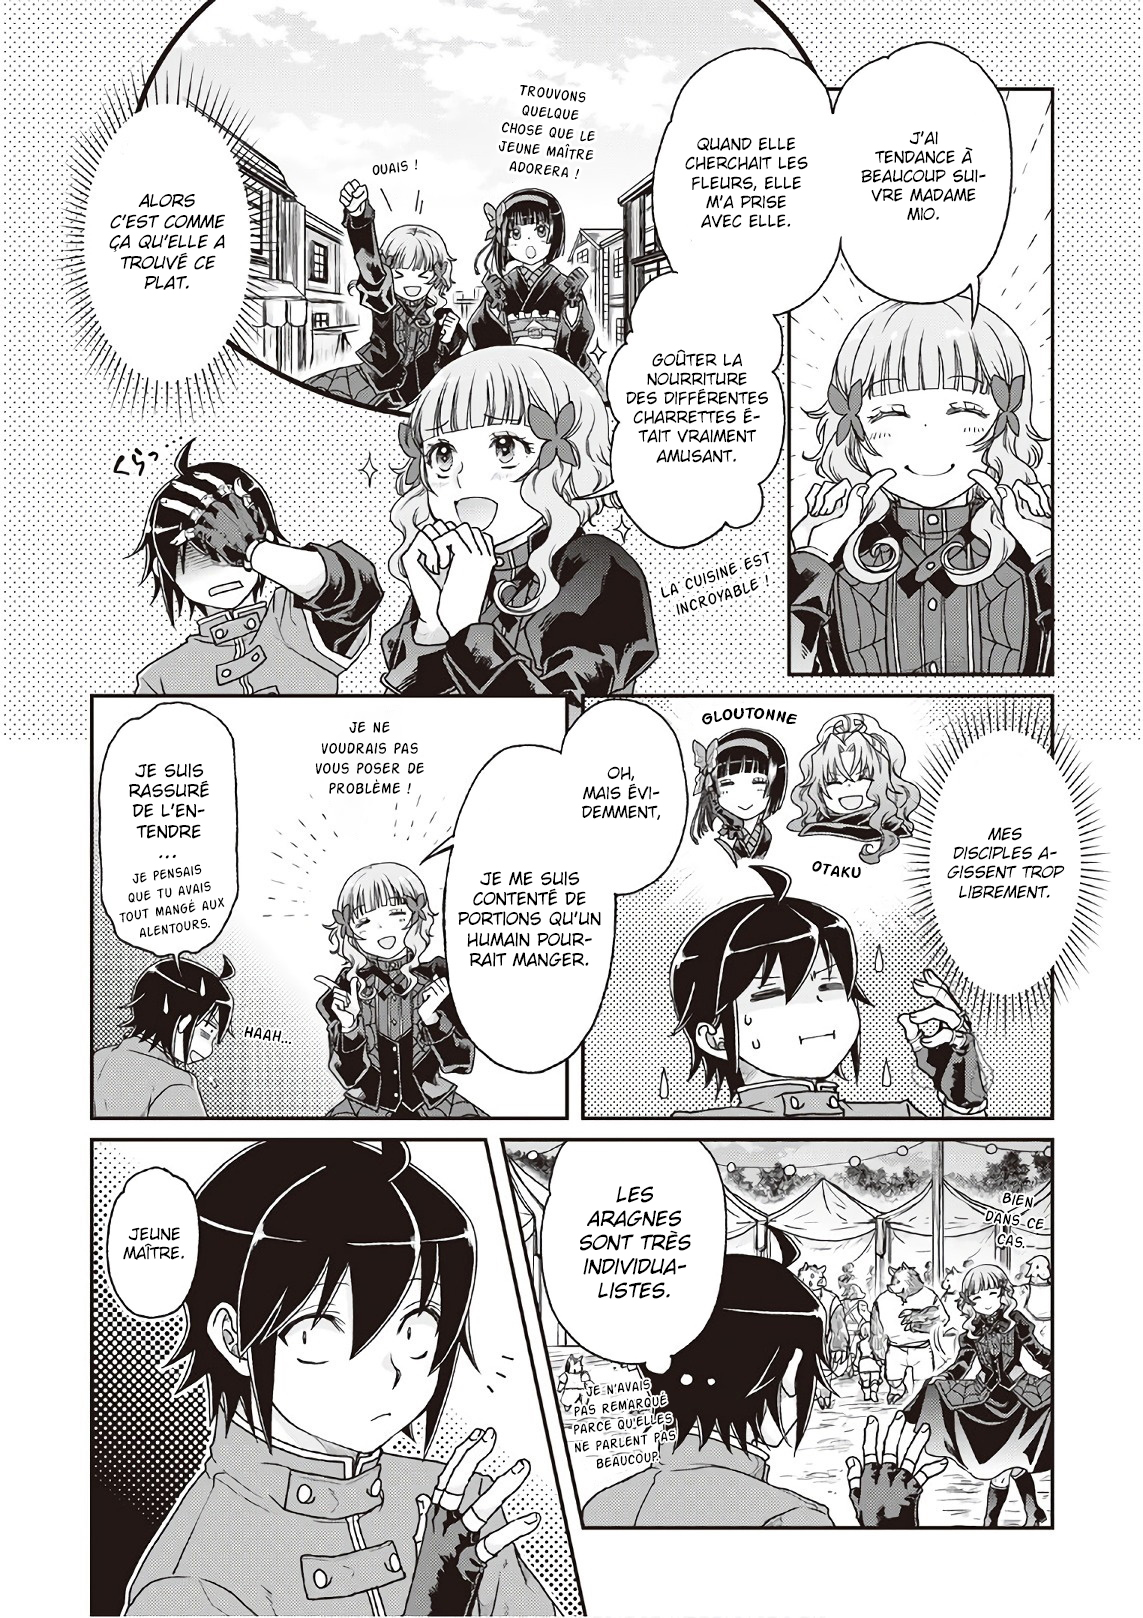 J'AI
TENDANCE À
BEAUCOUP SUI-
VRE MADAME
MIO.
QUAND ELLE
CHERCHAIT LES
FLEURS, ELLE
M'A PRISE
AVEC ELLE.
TROUVONS
QUELQUE
CHOSE QUE LE
JEUNE MAÎTRE
ADORERA !
OUAIS !
ALORS
C'EST COMME
ÇA QU'ELLE A
TROUVÉ CE
PLAT.
GOÛTER LA
NOURRITURE
DES DIFFÉRENTES
CHARRETTES É-
TAIT VRAIMENT
AMUSANT.
くらっ
LA CUISINE EST
INCROYABLE !
MES
DISCIPLES A-
GISSENT TROP
LIBREMENT.
GLOUTONNE
OTAKU
OH,
MAIS ÉVI-
DEMMENT,
JE ME SUIS
CONTENTÉ DE
PORTIONS QU'UN
HUMAIN POUR-
RAIT MANGER.
JE NE
VOUDRAIS PAS
VOUS POSER DE
PROBLÈME !
JE SUIS
RASSURÉ
DE L'EN-
TENDRE
...
JE PENSAIS
QUE TU AVAIS
TOUT MANGÉ AUX
ALENTOURS.
HAAH...
BIEN
DANS CE
CAS,
LES
ARAGNES
SONT TRÈS
INDIVIDUA-
LISTES.
JE N'AVAIS
PAS REMARQUÉ
PARCE QU'ELLES
NE PARLENT PAS
BEAUCOUP.
JEUNE
MAÎTRE.